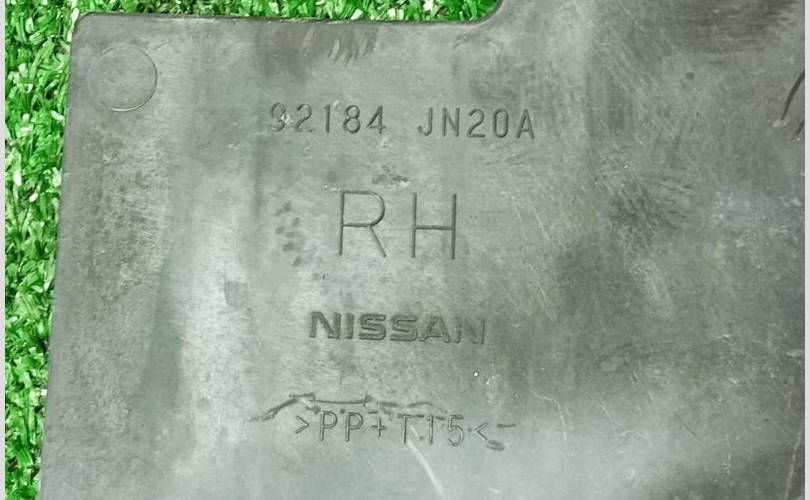 92184 JN20A
RH
NISSAN
>PP+T15<